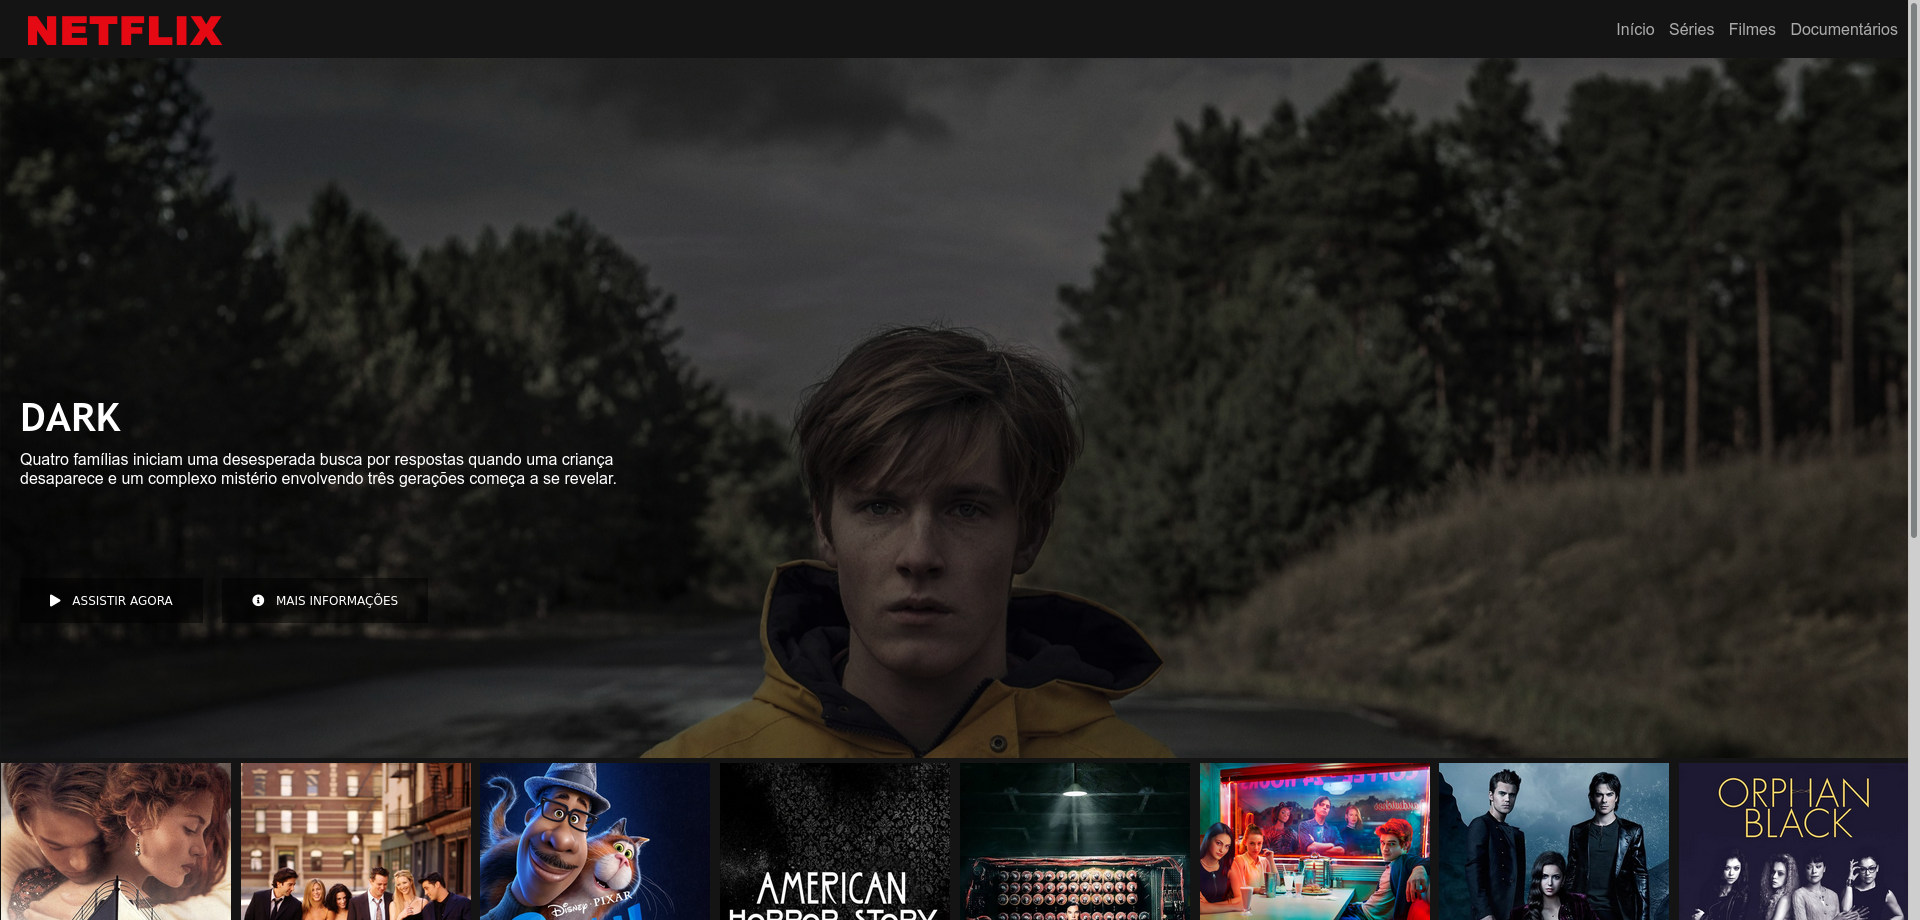 NETFLIX
Início Séries Filmes Documentários
DARK
Quatro famílias iniciam uma desesperada busca por respostas quando uma criança
desaparece e um complexo mistério envolvendo três gerações começa a se revelar.
ASSISTIR AGORA MAIS INFORMAÇÕES
ORPHAN
BLACK
AMERICAN
HORROR STORY
DISNEY · PIXAR